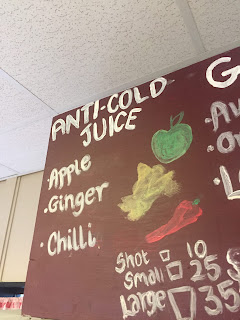 ANTI-COLD
JUICE
• Apple
• Ginger
• Chilli
Shot 10
Small 25
Large 35